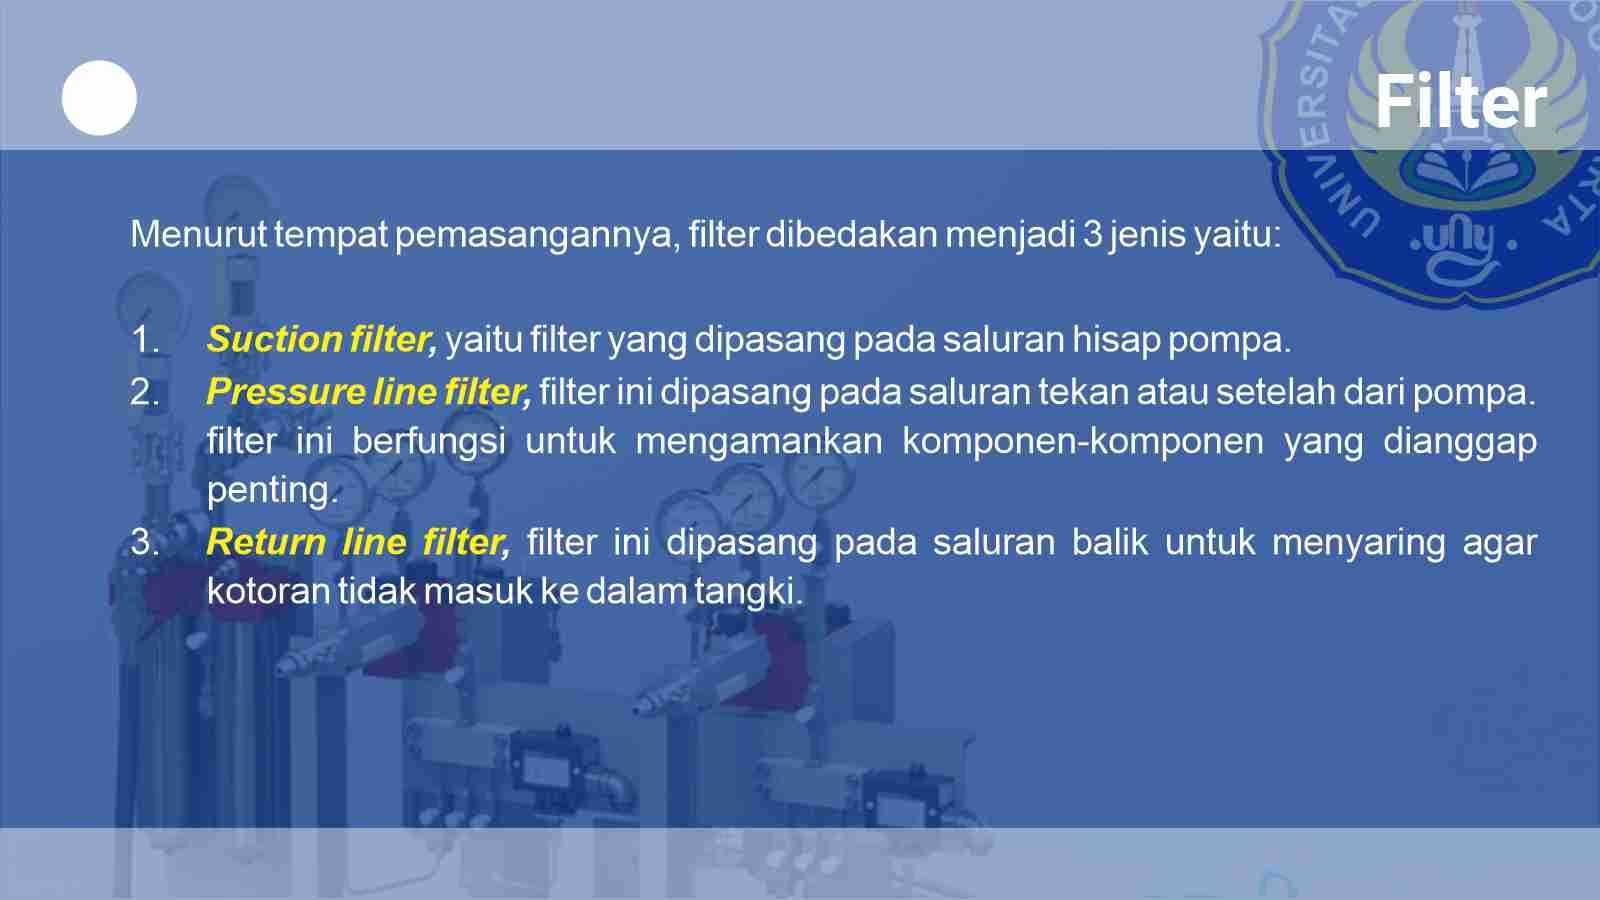 Filter
UNIVERSITAS
uny
Menurut tempat pemasangannya, filter dibedakan menjadi 3 jenis yaitu:
1. Suction filter, yaitu filter yang dipasang pada saluran hisap pompa.
2. Pressure line filter, filter ini dipasang pada saluran tekan atau setelah dari pompa.
filter ini berfungsi untuk mengamankan komponen-komponen yang dianggap
penting.
3. Return line filter, filter ini dipasang pada saluran balik untuk menyaring agar
kotoran tidak masuk ke dalam tangki.